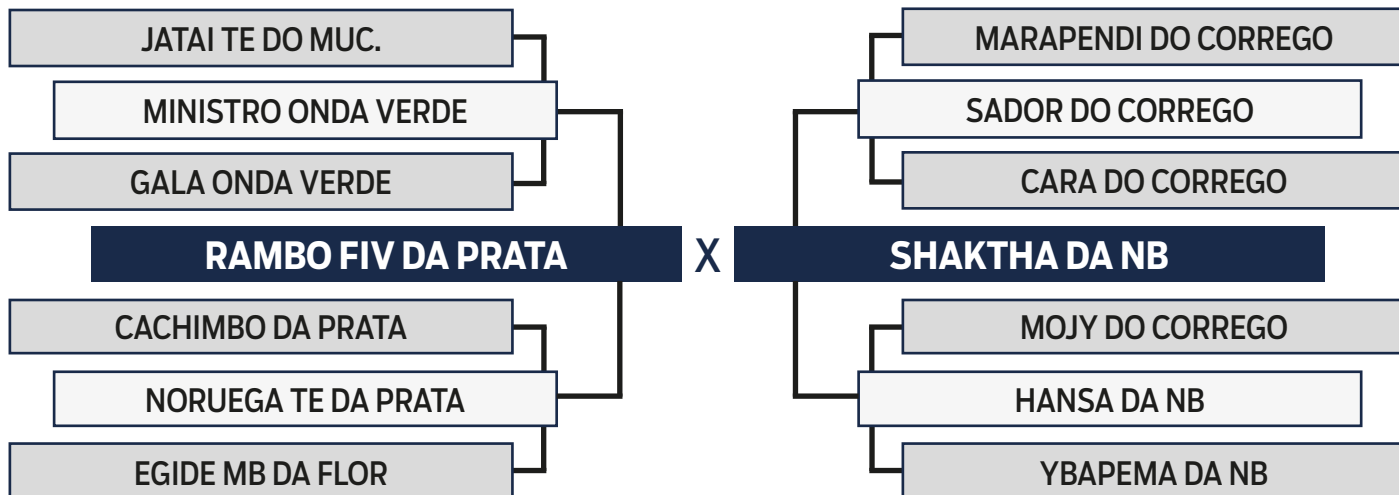 JATAI TE DO MUC.
MARAPENDI DO CORREGO
MINISTRO ONDA VERDE
SADOR DO CORREGO
GALA ONDA VERDE
CARA DO CORREGO
RAMBO FIV DA PRATA X SHAKTHA DA NB
CACHIMBO DA PRATA
MOJY DO CORREGO
NORUEGA TE DA PRATA
HANSA DA NB
EGIDE MB DA FLOR
YBAPEMA DA NB